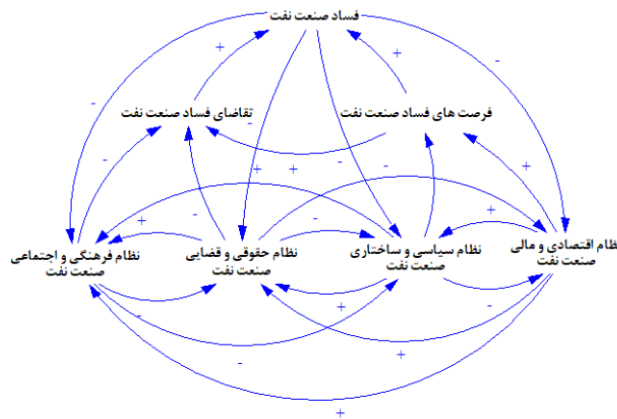 فساد صنعت نفت
+
+
-
-
تقاضای فساد صنعت نفت
فرصت های فساد صنعت نفت
-
-
-
+
+
-
-
+
+
-
+
نظام فرهنگی و اجتماعی
صنعت نفت
نظام حقوقی و قضایی
صنعت نفت
نظام سیاسی و ساختاری
صنعت نفت
نظام اقتصادی و مالی
صنعت نفت
-
+
-
-
+
+